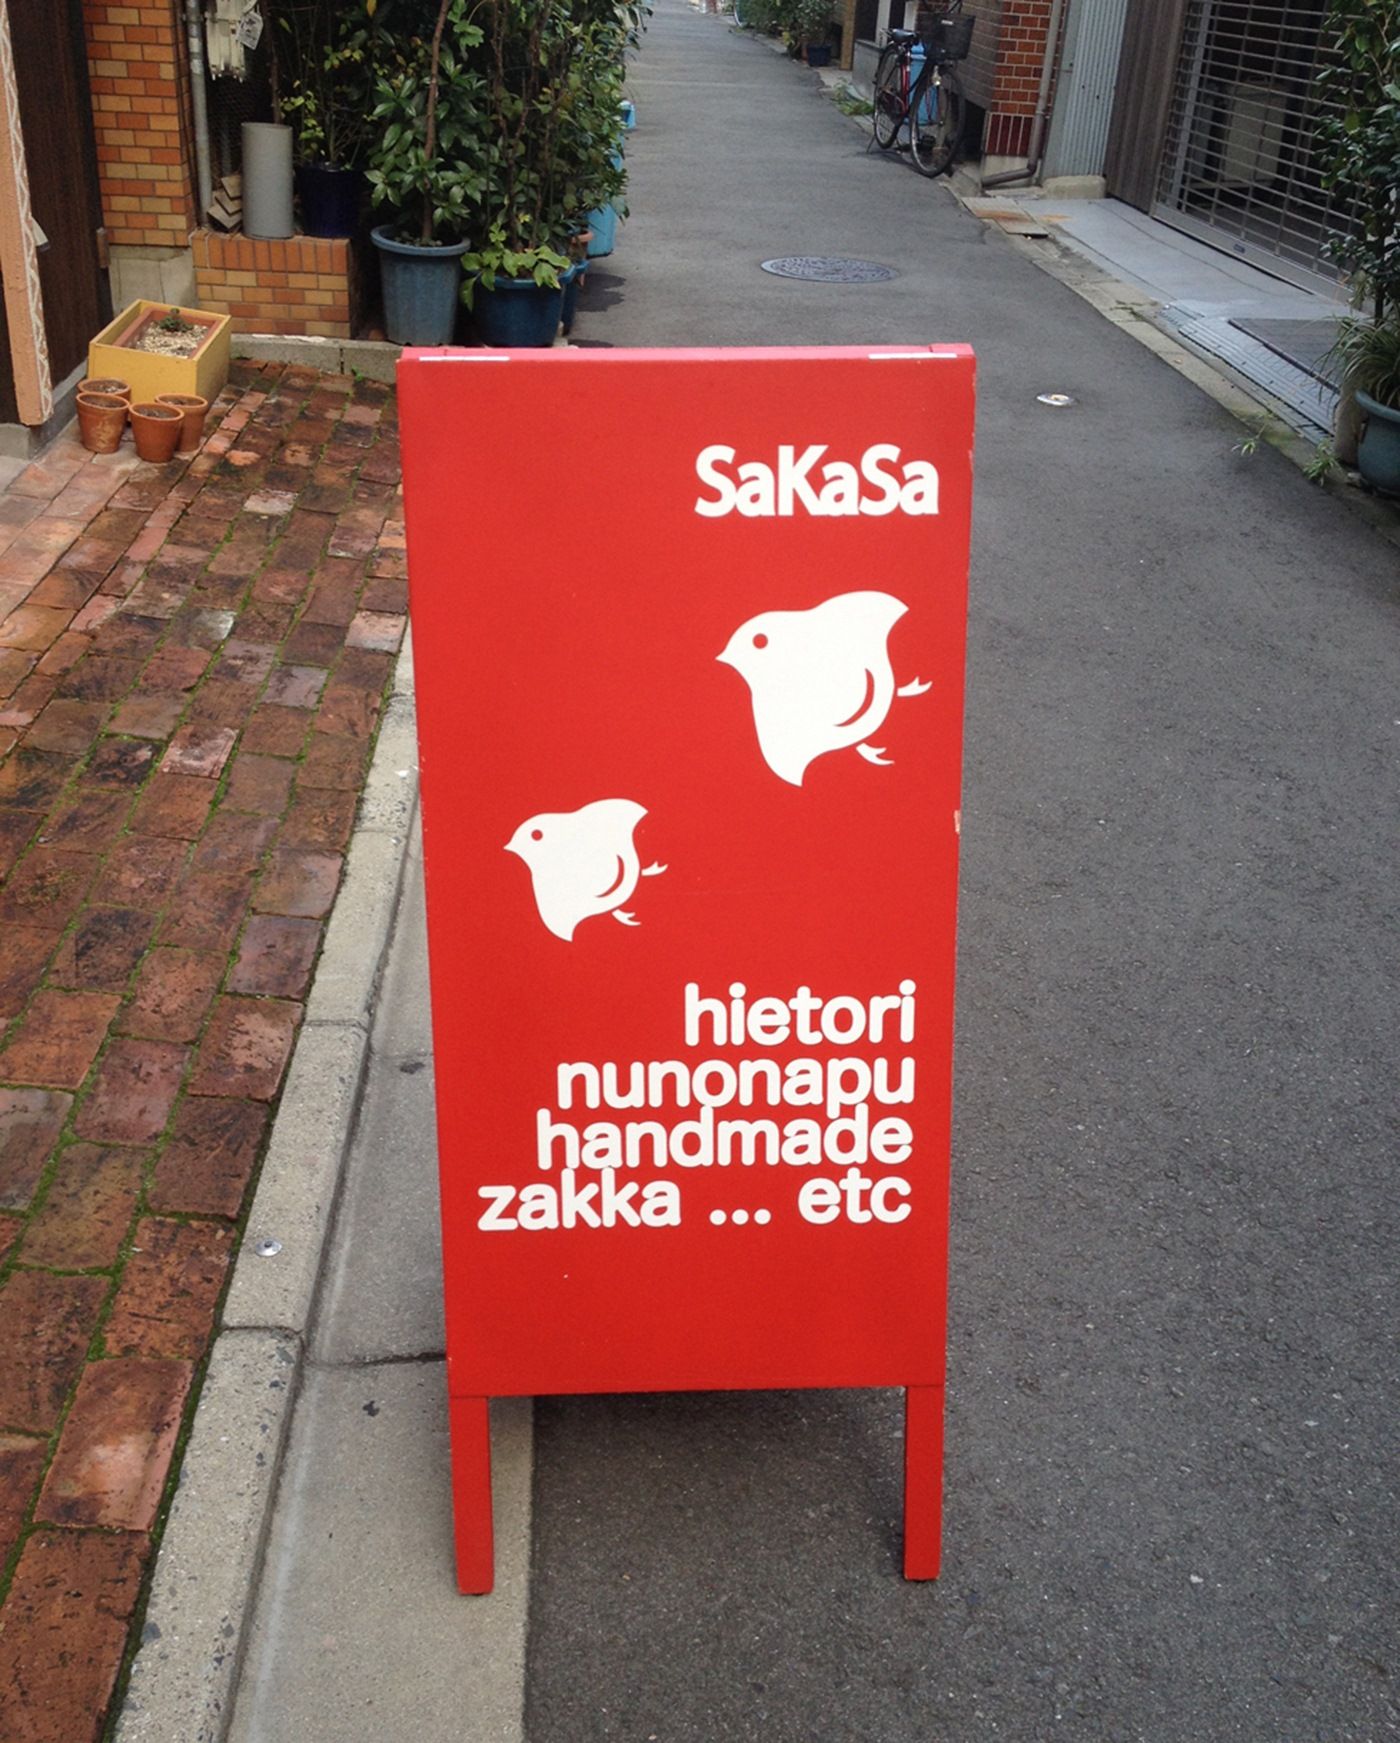 SaKaSa
hietori
nunonapu
handmade
zakka ... etc